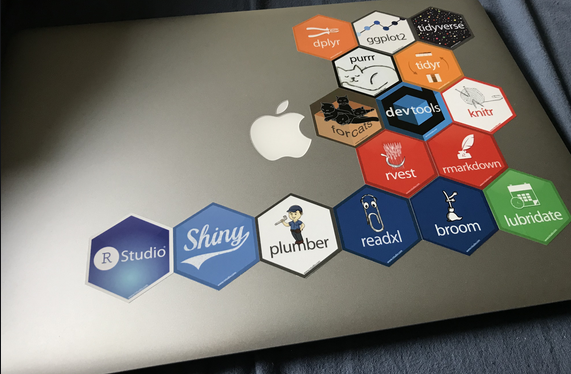 dplyr
ggplot2
tidyverse
purrr
tidyr
forcats
devtools
knitr
rvest
rmarkdown
R Studio
Shiny
plumber
readxl
broom
lubridate